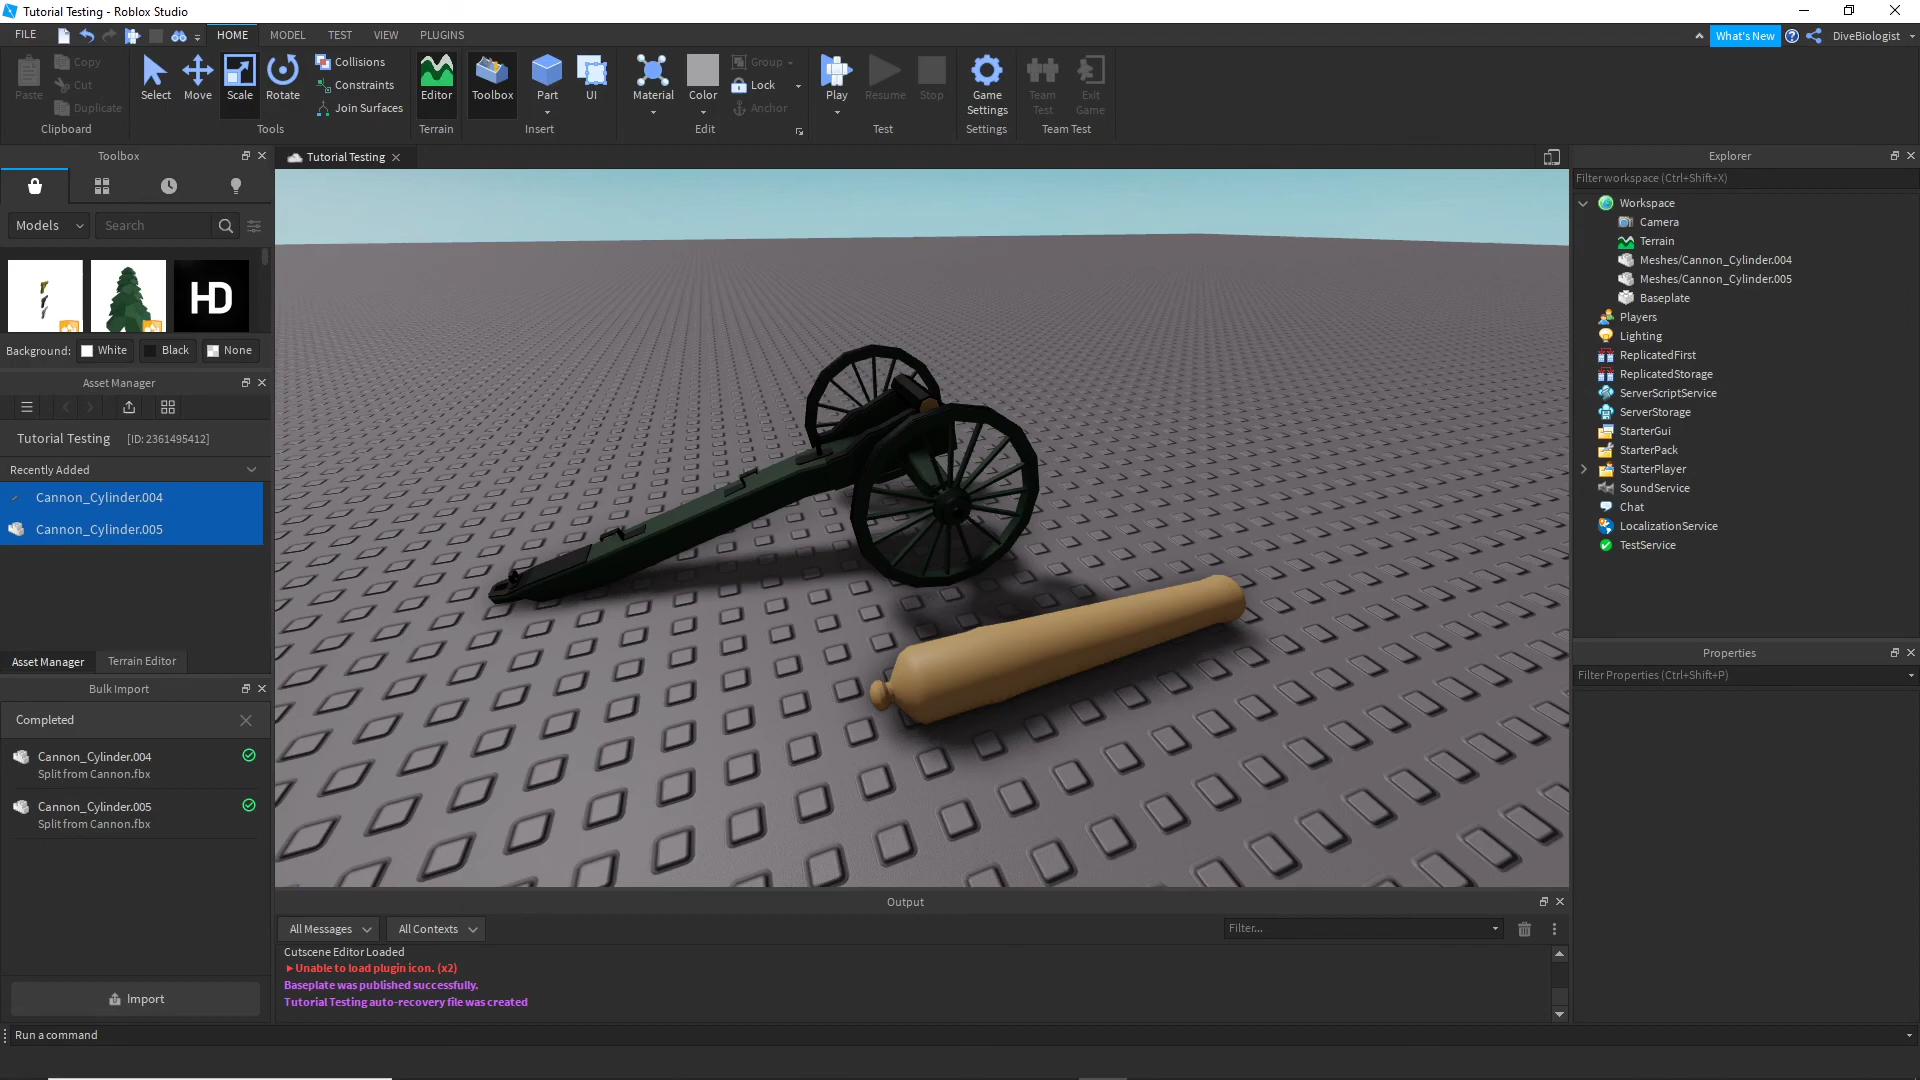 Tutorial Testing - Roblox Studio
FILE
HOME
MODEL
TEST
VIEW
PLUGINS
What's New
DiveBiologist
Paste
Copy
Cut
Duplicate
Clipboard
Select
Move
Scale
Rotate
Collisions
Constraints
Join Surfaces
Tools
Editor
Terrain
Toolbox
Part
UI
Insert
Material
Color
Group
Lock
Anchor
Edit
Play
Resume
Stop
Test
Game
Settings
Settings
Team
Test
Exit
Game
Team Test
Toolbox
Models
Search
HD
Background:
White
Black
None
Asset Manager
Tutorial Testing [ID: 2361495412]
Recently Added
Cannon_Cylinder.004
Cannon_Cylinder.005
Asset Manager
Terrain Editor
Bulk Import
Completed
Cannon_Cylinder.004
Split from Cannon.fbx
Cannon_Cylinder.005
Split from Cannon.fbx
Import
Tutorial Testing
Output
All Messages
All Contexts
Filter...
Cutscene Editor Loaded
Unable to load plugin icon. (x2)
Baseplate was published successfully.
Tutorial Testing auto-recovery file was created
Run a command
Explorer
Filter workspace (Ctrl+Shift+X)
Workspace
Camera
Terrain
Meshes/Cannon_Cylinder.004
Meshes/Cannon_Cylinder.005
Baseplate
Players
Lighting
ReplicatedFirst
ReplicatedStorage
ServerScriptService
ServerStorage
StarterGui
StarterPack
StarterPlayer
SoundService
Chat
LocalizationService
TestService
Properties
Filter Properties (Ctrl+Shift+P)